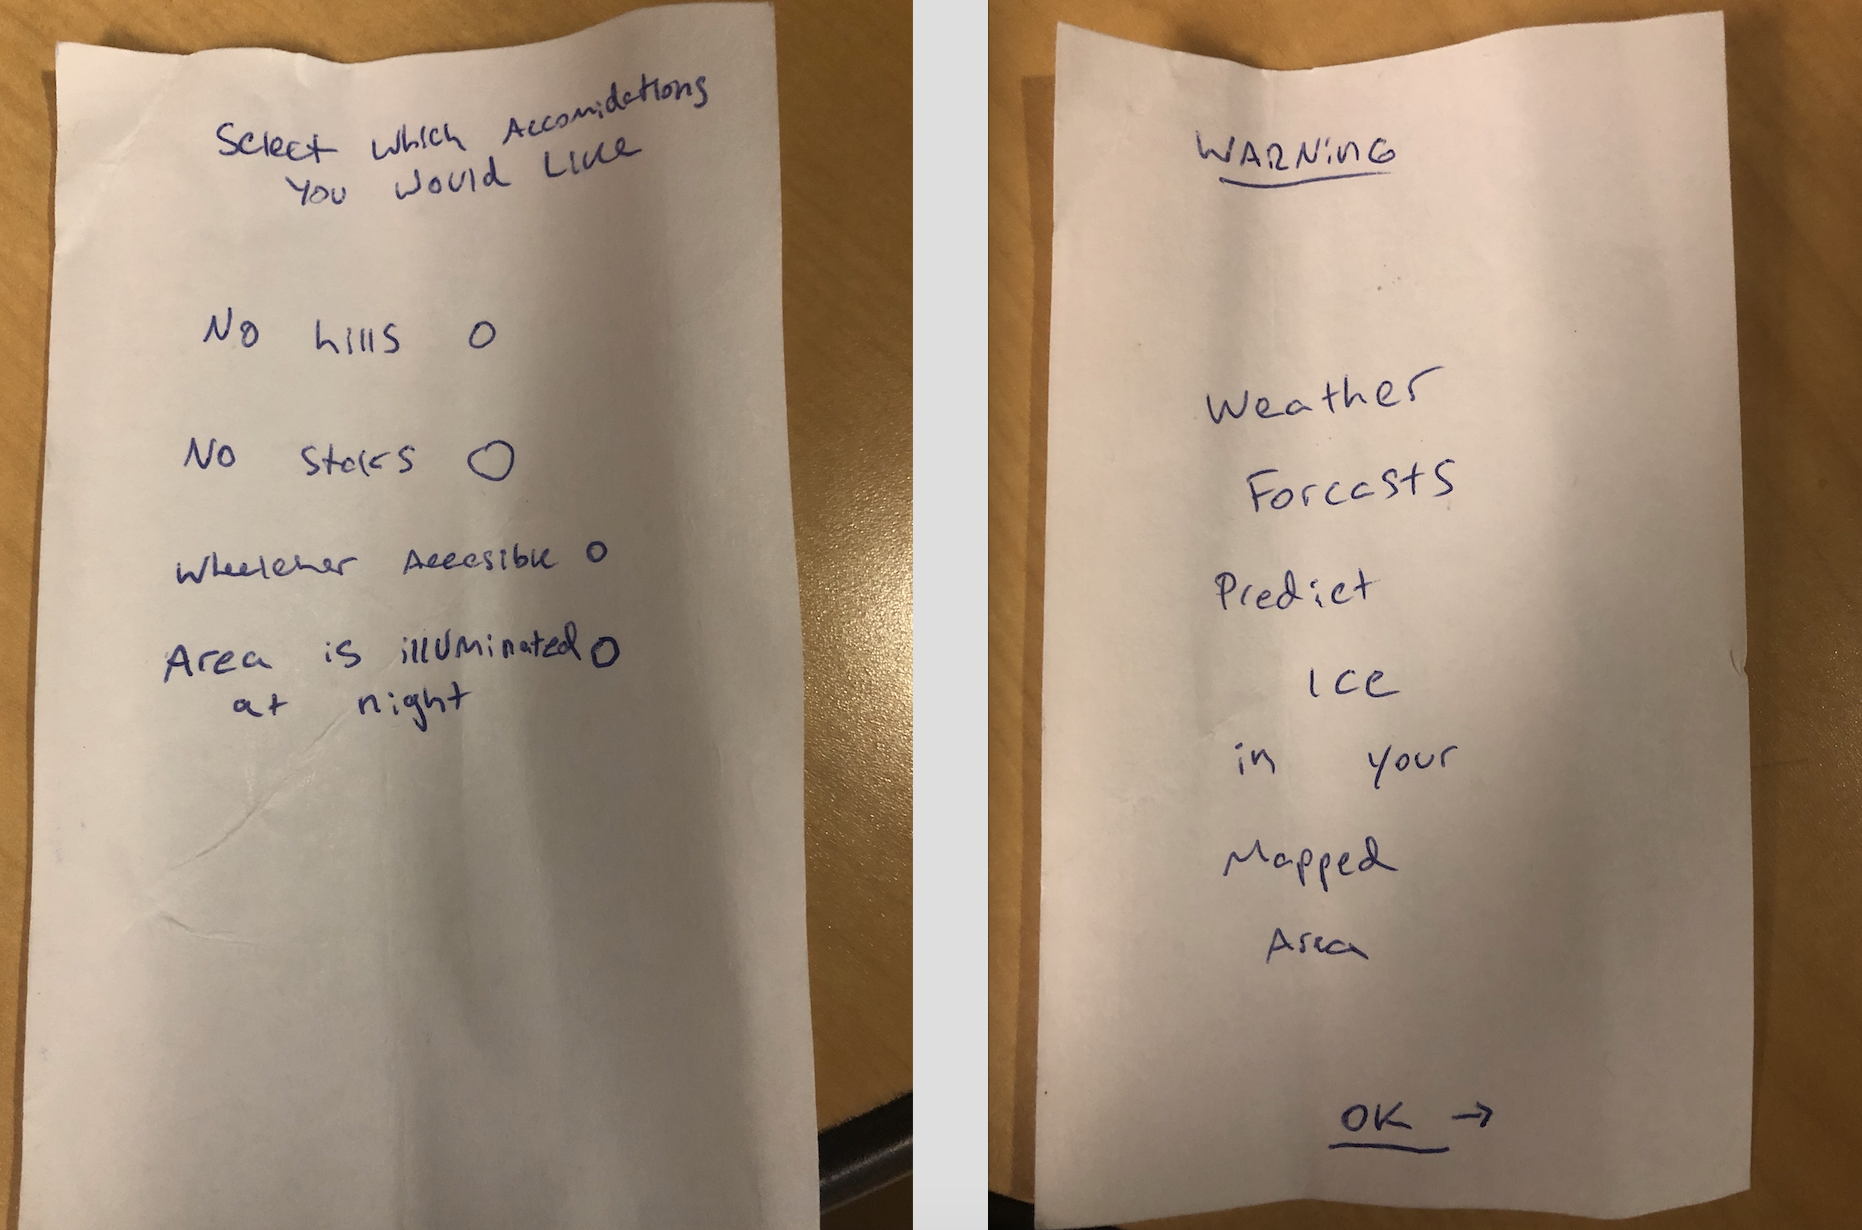 Select which Accomidations
you would Like
No hills
No stairs
Wheelcher Accesible
Area is illuminated
at night
WARNiNG
Weather
Forcasts
Predict
ICE
in your
Mapped
Area
OK →